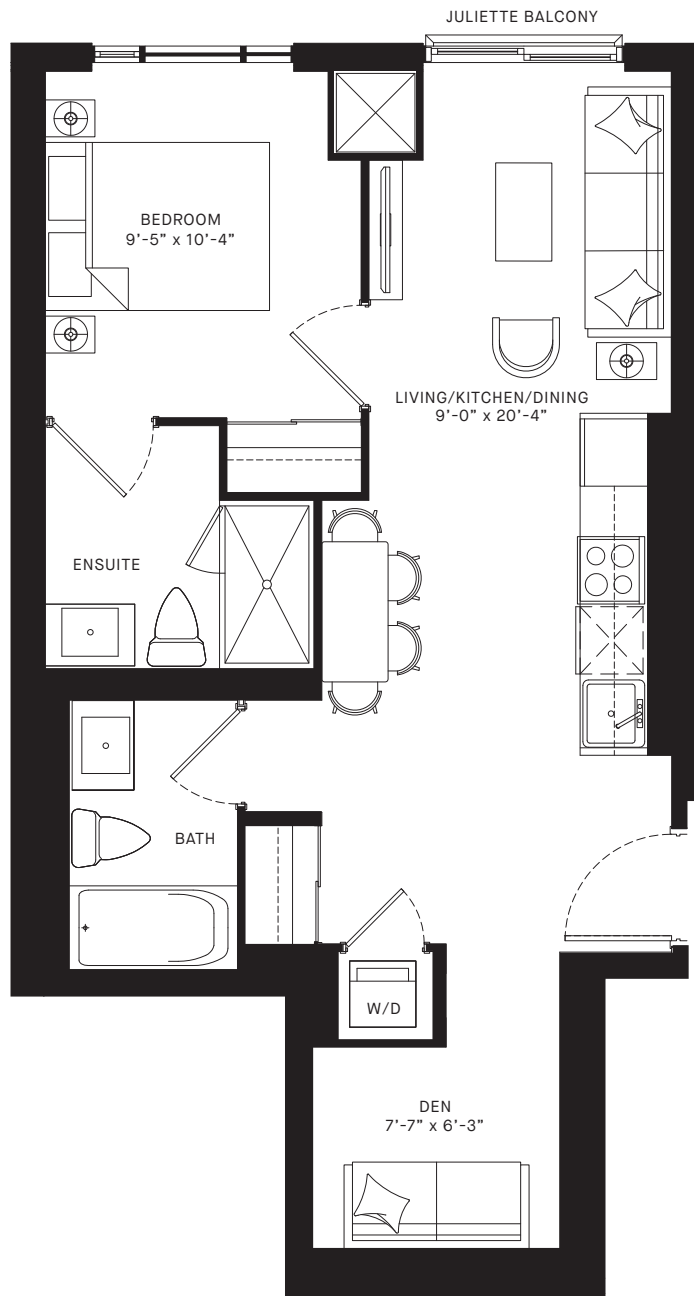 JULIETTE BALCONY
BEDROOM
9’-5” x 10’-4”
LIVING/KITCHEN/DINING
9’-0” x 20’-4”
ENSUITE
BATH
W/D
DEN
7’-7” x 6’-3”